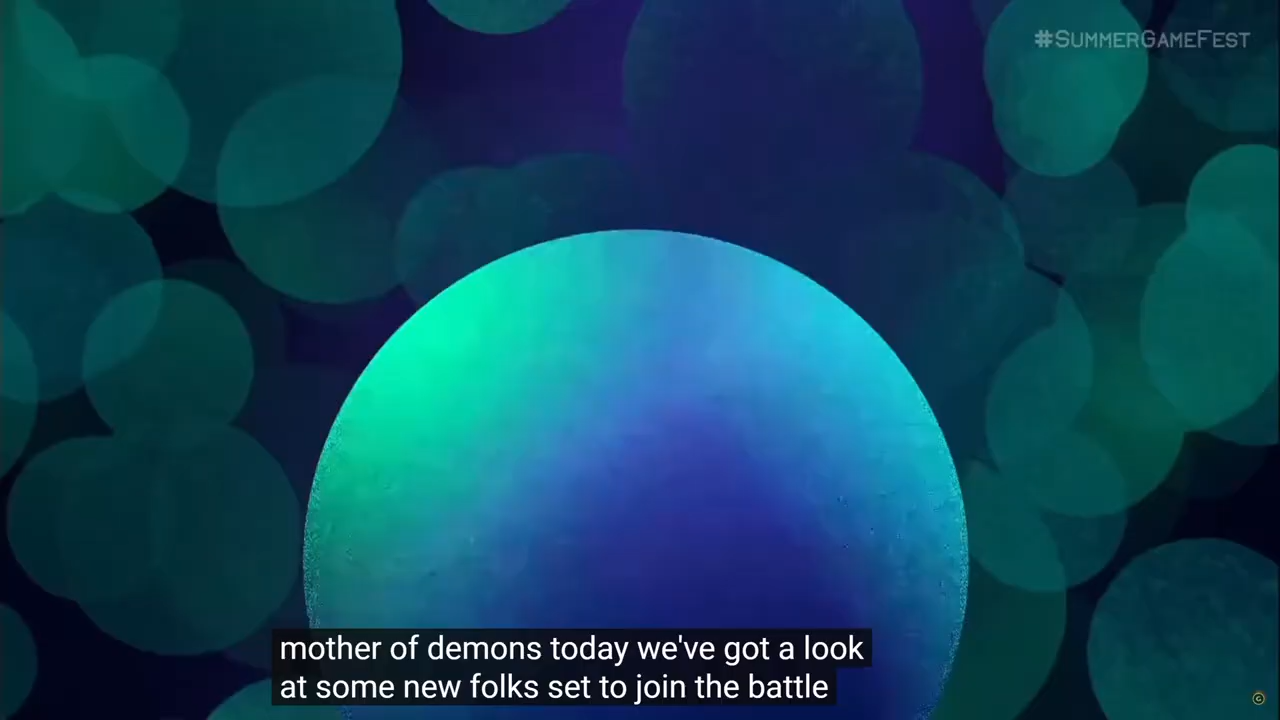 #SUMMERGAMEFEST
mother of demons today we've got a look
at some new folks set to join the battle